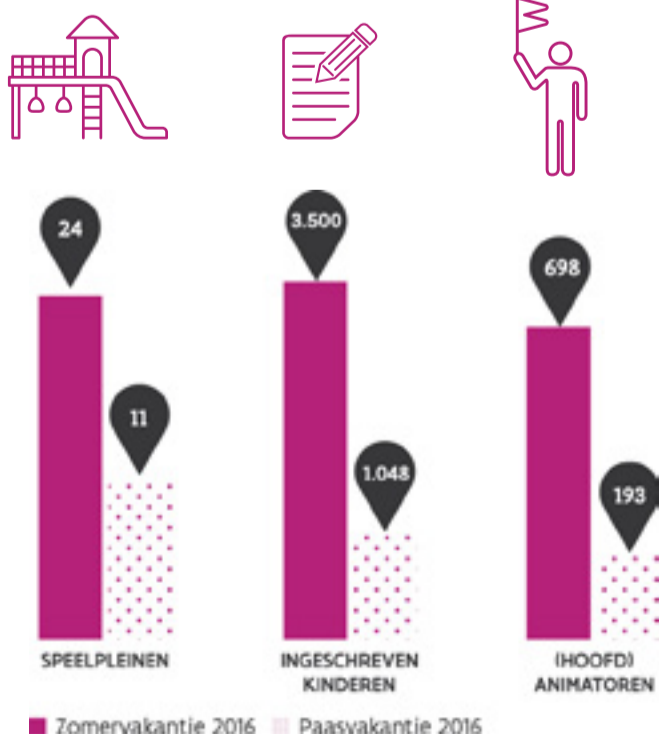 24
11
SPEELPLEINEN
3.500
1.048
INGESCHREVEN
KINDEREN
698
193
(HOOFD)
ANIMATOREN
Zomervakantie 2016
Paasvakantie 2016